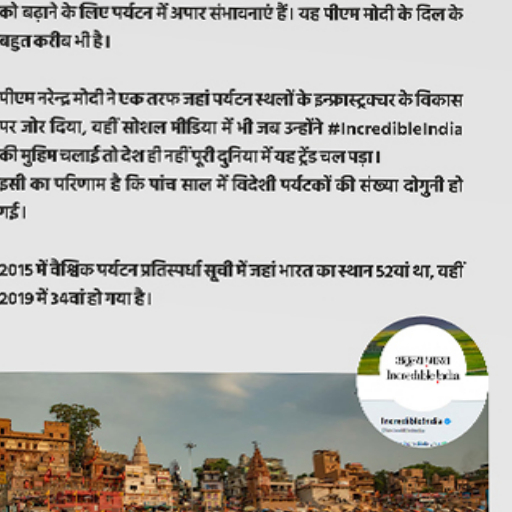 को बढ़ाने के लिए पर्यटन में अपार संभावनाएं हैं। यह पीएम मोदी के दिल के
बहुत करीब भी है।
पीएम नरेन्द्र मोदी ने एक तरफ जहां पर्यटन स्थलों के इन्फ्रास्ट्रक्चर के विकास
पर जोर दिया, वहीं सोशल मीडिया में भी जब उन्होंने #IncredibleIndia
की मुहिम चलाई तो देश ही नहीं पूरी दुनिया में यह ट्रेंड चल पड़ा।
इसी का परिणाम है कि पांच साल में विदेशी पर्यटकों की संख्या दोगुनी हो
गई।
2015 में वैश्विक पर्यटन प्रतिस्पर्धा सूची में जहां भारत का स्थान 52वां था, वहीं
2019 में 34वां हो गया है।
अतुल्य भारत
Incredible India
IncredibleIndia